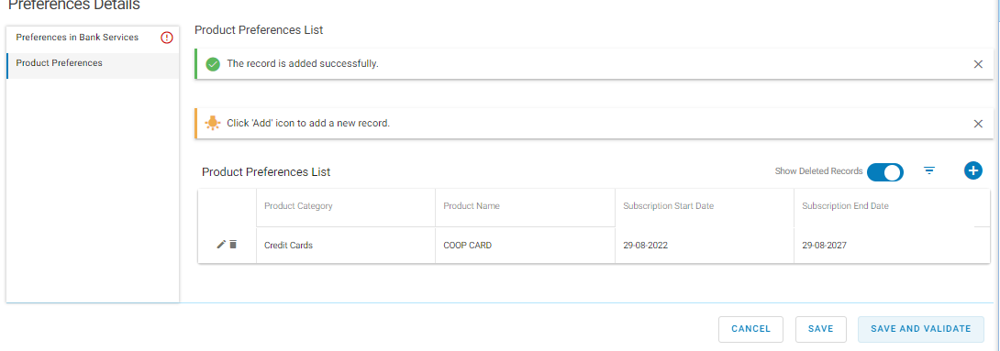 Preferences Details
Preferences in Bank Services
Product Preferences
Product Preferences List
The record is added successfully.
Click 'Add' icon to add a new record.
Product Preferences List
Show Deleted Records
Product Category Product Name Subscription Start Date Subscription End Date
Credit Cards COOP CARD 29-08-2022 29-08-2027
CANCEL SAVE SAVE AND VALIDATE